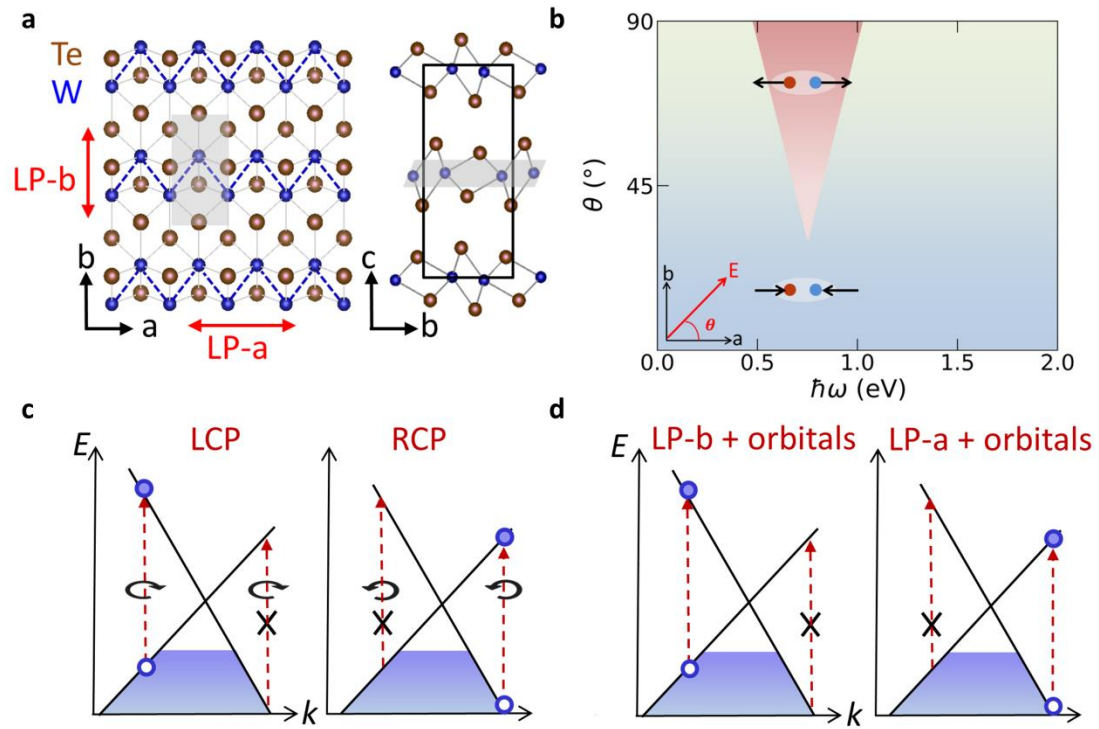 a
Te
W
LP-b
b
a
LP-a
c
b
b
90
45
0
θ (°)
0.0 0.5 1.0 1.5 2.0
ħω (eV)
b
E
θ
a
c
LCP
RCP
E
k
d
LP-b + orbitals
LP-a + orbitals
E
k